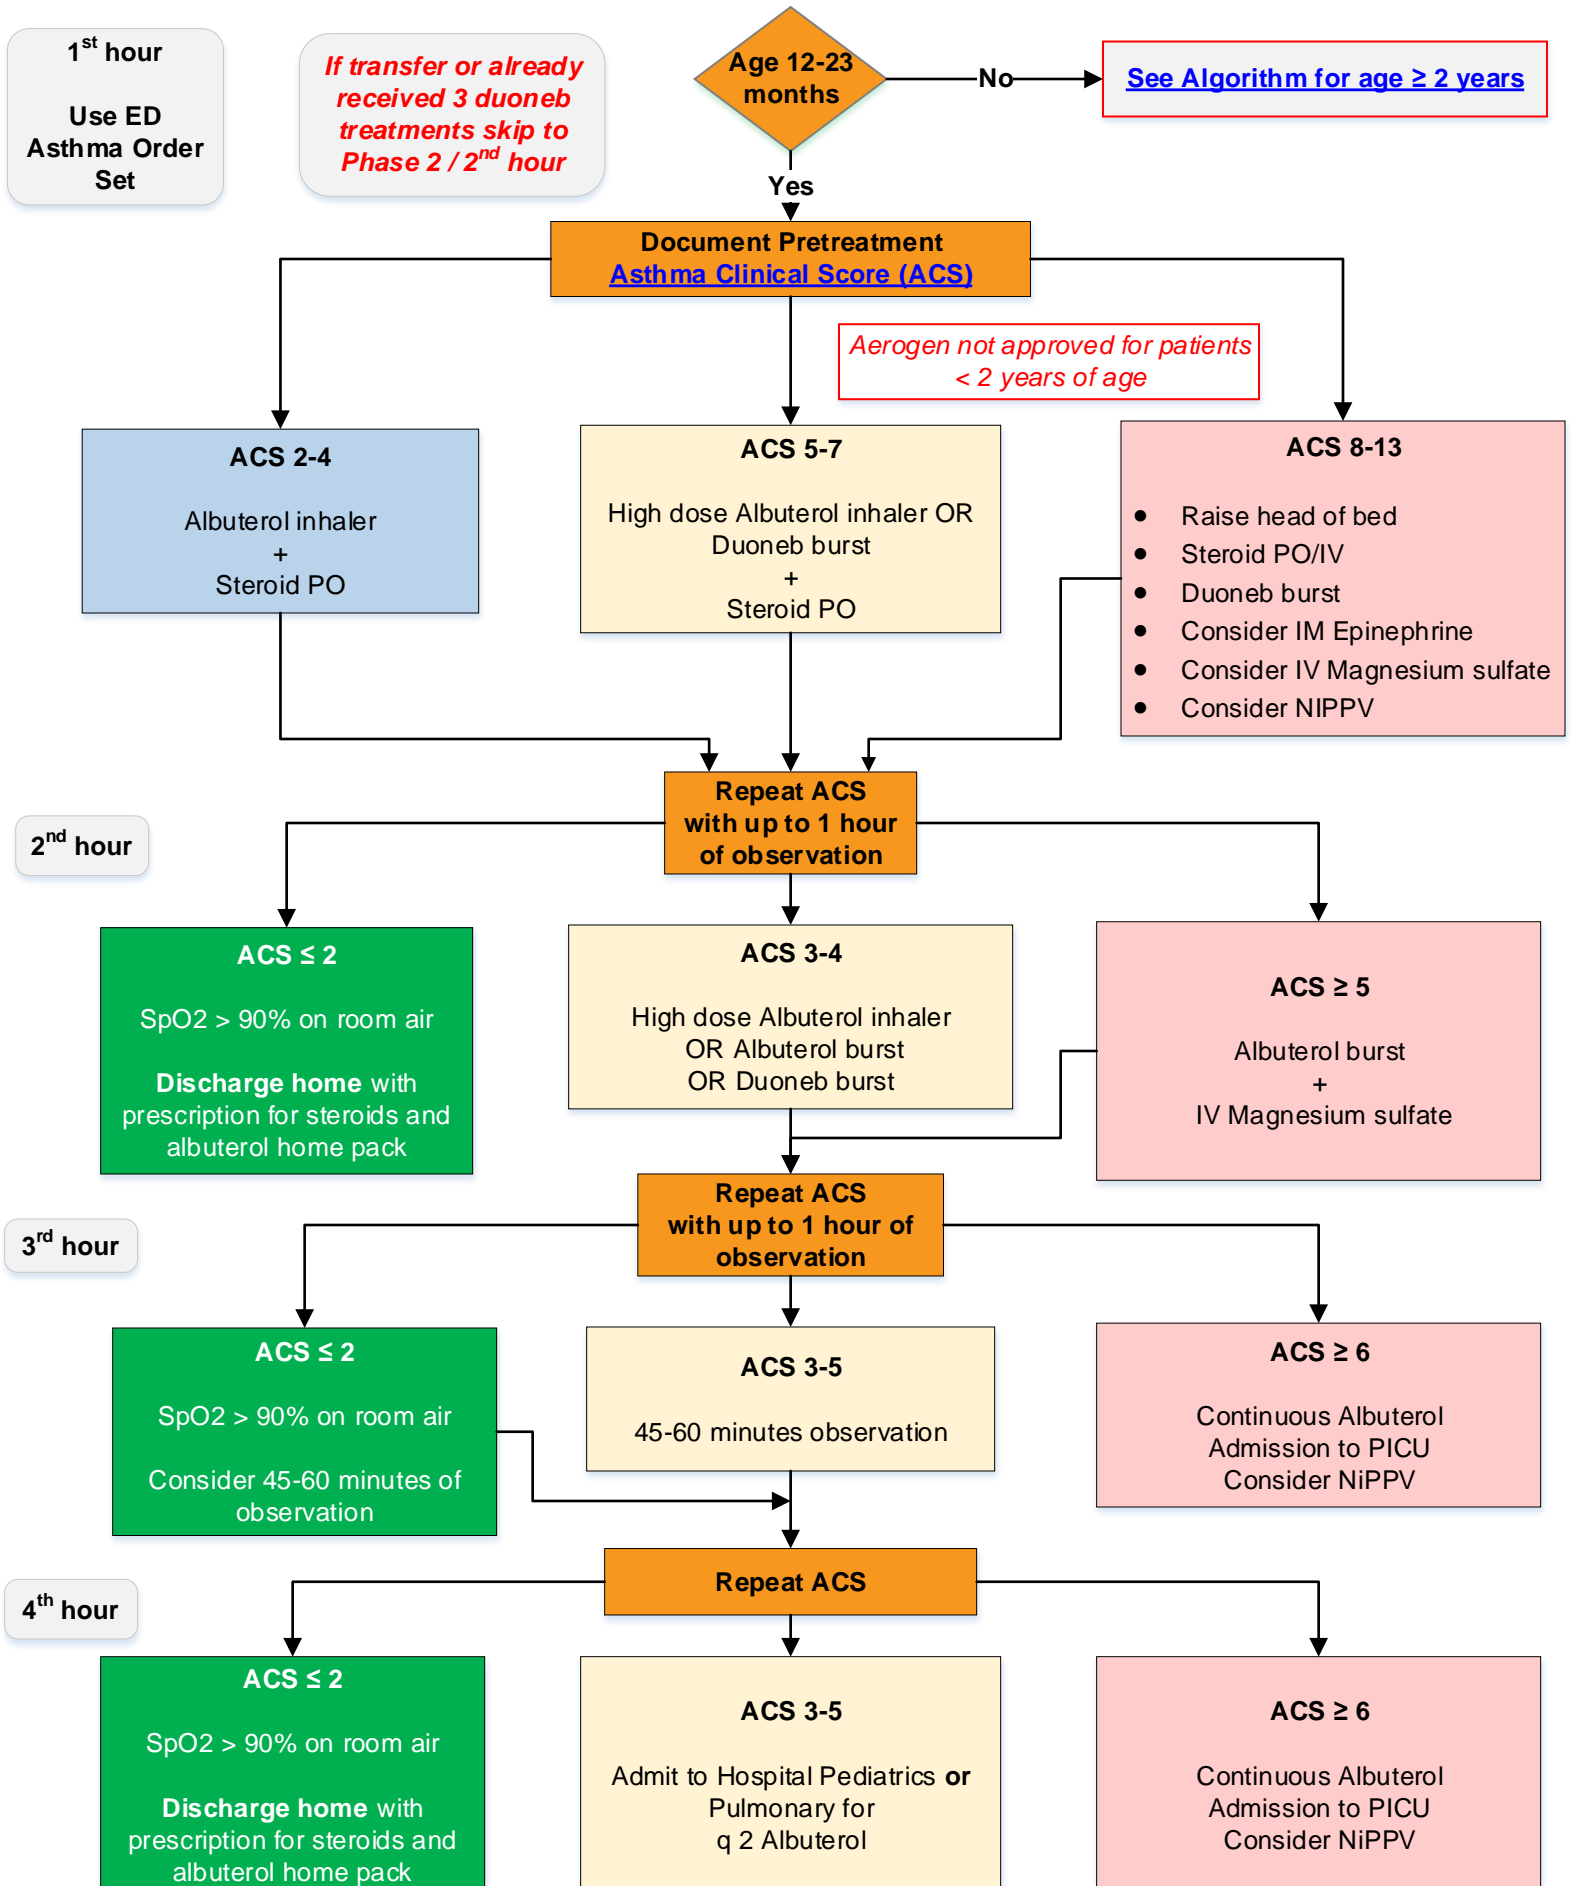 1st hour
Use ED
Asthma Order
Set
If transfer or already
received 3 duoneb
treatments skip to
Phase 2 / 2nd hour
Age 12-23
months
No
See Algorithm for age ≥ 2 years
Yes
Document Pretreatment
Asthma Clinical Score (ACS)
Aerogen not approved for patients
< 2 years of age
ACS 2-4
Albuterol inhaler
+
Steroid PO
ACS 5-7
High dose Albuterol inhaler OR
Duoneb burst
+
Steroid PO
ACS 8-13
• Raise head of bed
• Steroid PO/IV
• Duoneb burst
• Consider IM Epinephrine
• Consider IV Magnesium sulfate
• Consider NIPPV
2nd hour
Repeat ACS
with up to 1 hour
of observation
ACS ≤ 2
SpO2 > 90% on room air
Discharge home with
prescription for steroids and
albuterol home pack
ACS 3-4
High dose Albuterol inhaler
OR Albuterol burst
OR Duoneb burst
ACS ≥ 5
Albuterol burst
+
IV Magnesium sulfate
3rd hour
Repeat ACS
with up to 1 hour of
observation
ACS ≤ 2
SpO2 > 90% on room air
Consider 45-60 minutes of
observation
ACS 3-5
45-60 minutes observation
ACS ≥ 6
Continuous Albuterol
Admission to PICU
Consider NiPPV
4th hour
Repeat ACS
ACS ≤ 2
SpO2 > 90% on room air
Discharge home with
prescription for steroids and
albuterol home pack
ACS 3-5
Admit to Hospital Pediatrics or
Pulmonary for
q 2 Albuterol
ACS ≥ 6
Continuous Albuterol
Admission to PICU
Consider NiPPV